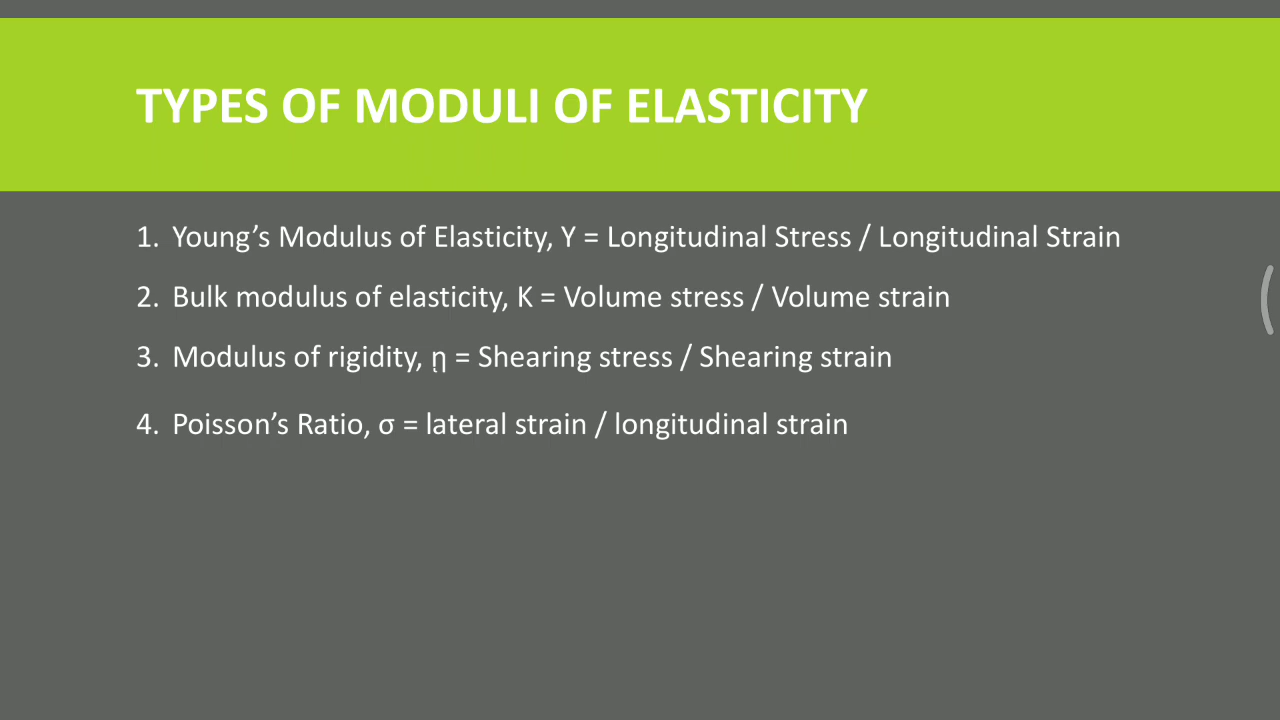 TYPES OF MODULI OF ELASTICITY
1. Young’s Modulus of Elasticity, Y = Longitudinal Stress / Longitudinal Strain
2. Bulk modulus of elasticity, K = Volume stress / Volume strain
3. Modulus of rigidity, ῃ = Shearing stress / Shearing strain
4. Poisson’s Ratio, σ = lateral strain / longitudinal strain